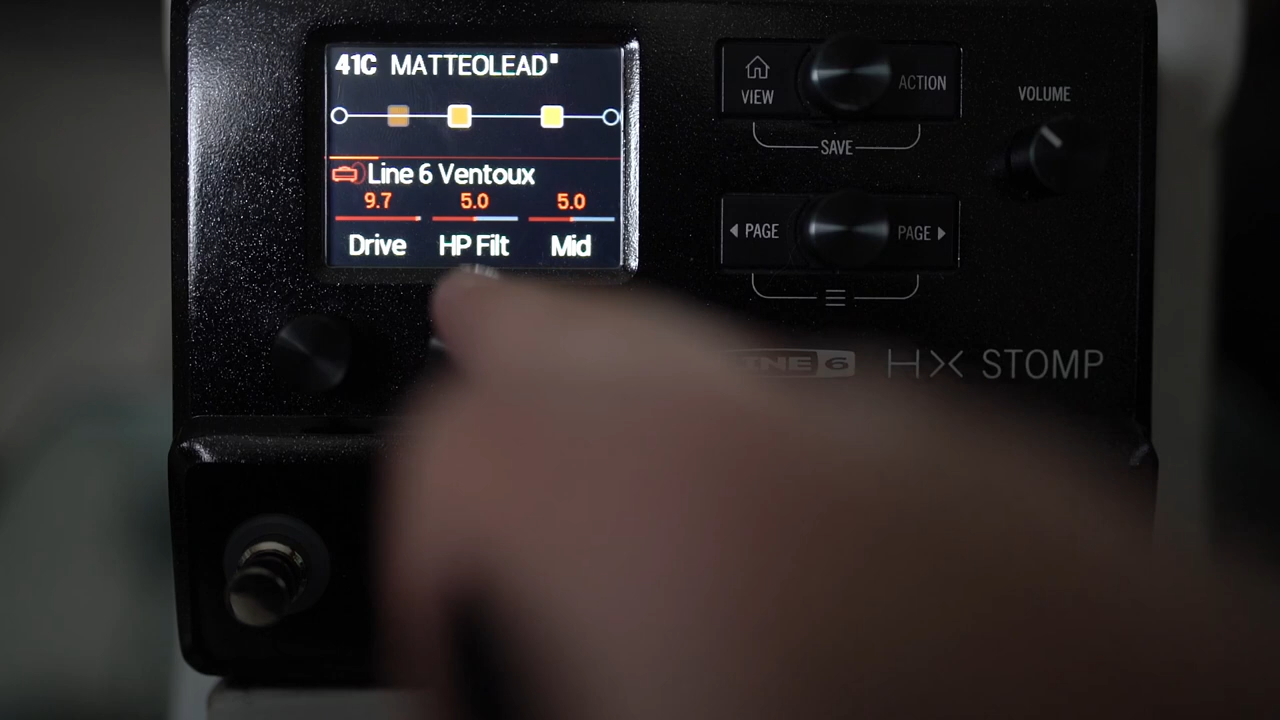 41C MATTEOLEAD
Line 6 Ventoux
9.7 5.0 5.0
Drive HP Filt Mid
VIEW
ACTION
SAVE
VOLUME
PAGE
PAGE
LINE 6
HX STOMP